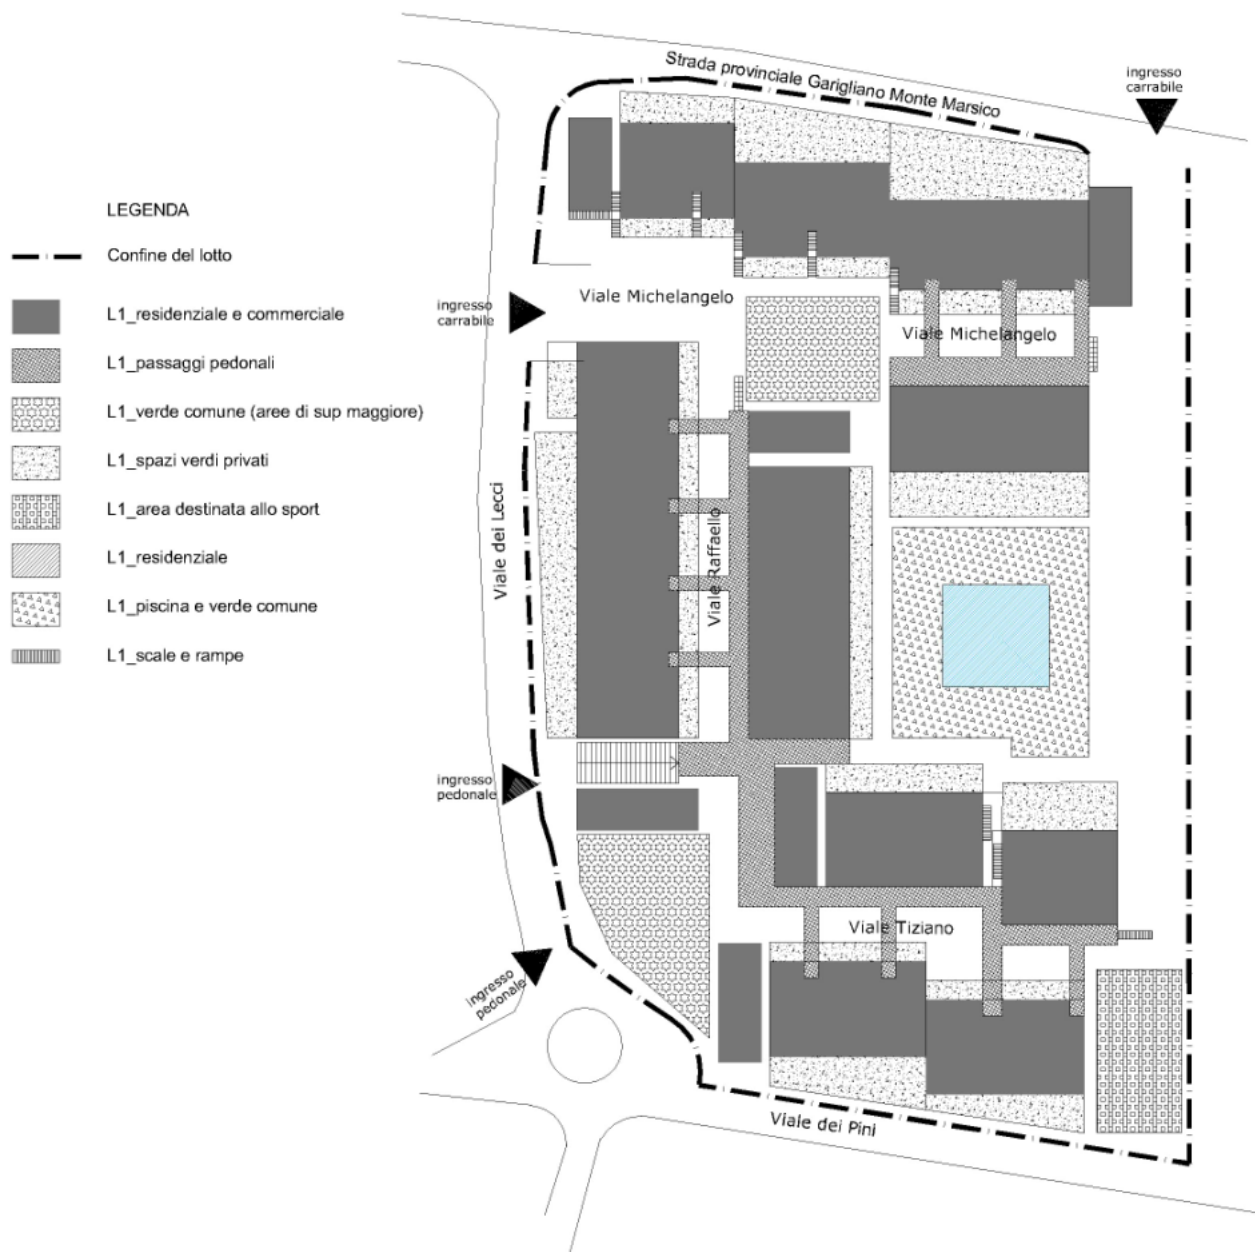 Strada provinciale Garigliano Monte Marsico
ingresso
carrabile
LEGENDA
Confine del lotto
L1_residenziale e commerciale
L1_passaggi pedonali
L1_verde comune (aree di sup maggiore)
L1_spazi verdi privati
L1_area destinata allo sport
L1_residenziale
L1_piscina e verde comune
L1_scale e rampe
Viale Michelangelo
ingresso
carrabile
Viale Michelangelo
Viale dei Lecci
Viale Raffaello
ingresso
pedonale
Viale Tiziano
ingresso
pedonale
Viale dei Pini